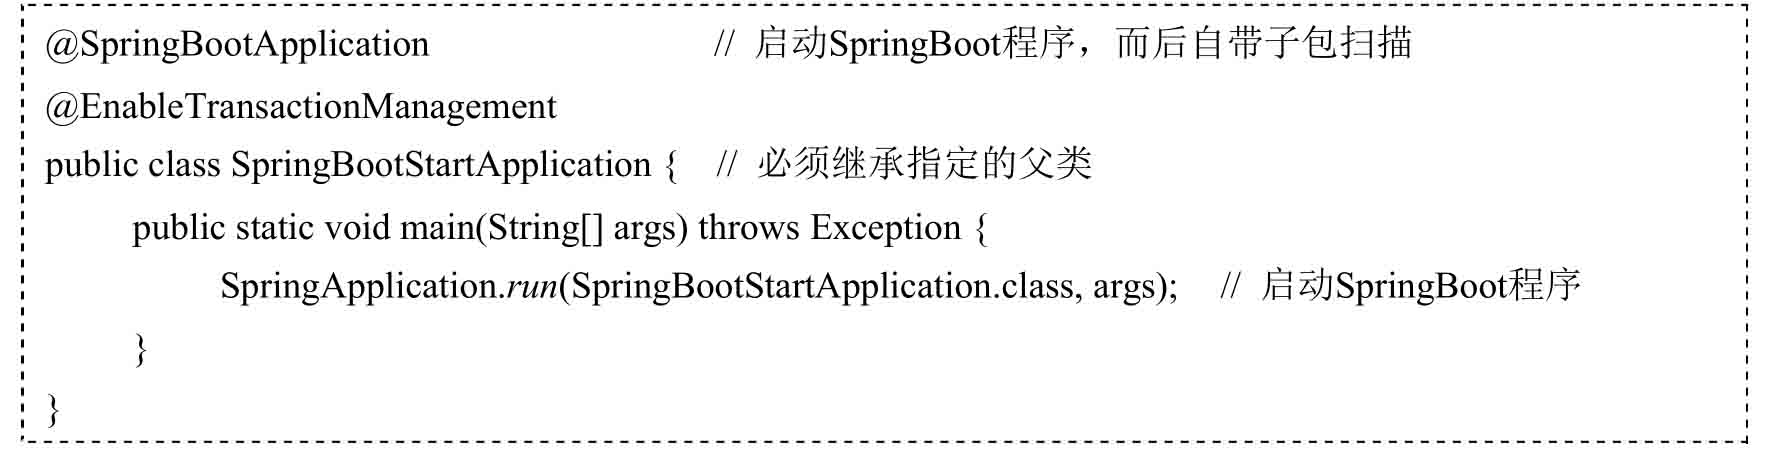 @SpringBootApplication // 启动SpringBoot程序，而后自带子包扫描
@EnableTransactionManagement
public class SpringBootStartApplication { // 必须继承指定的父类
public static void main(String[] args) throws Exception {
SpringApplication.run(SpringBootStartApplication.class, args); // 启动SpringBoot程序
}
}